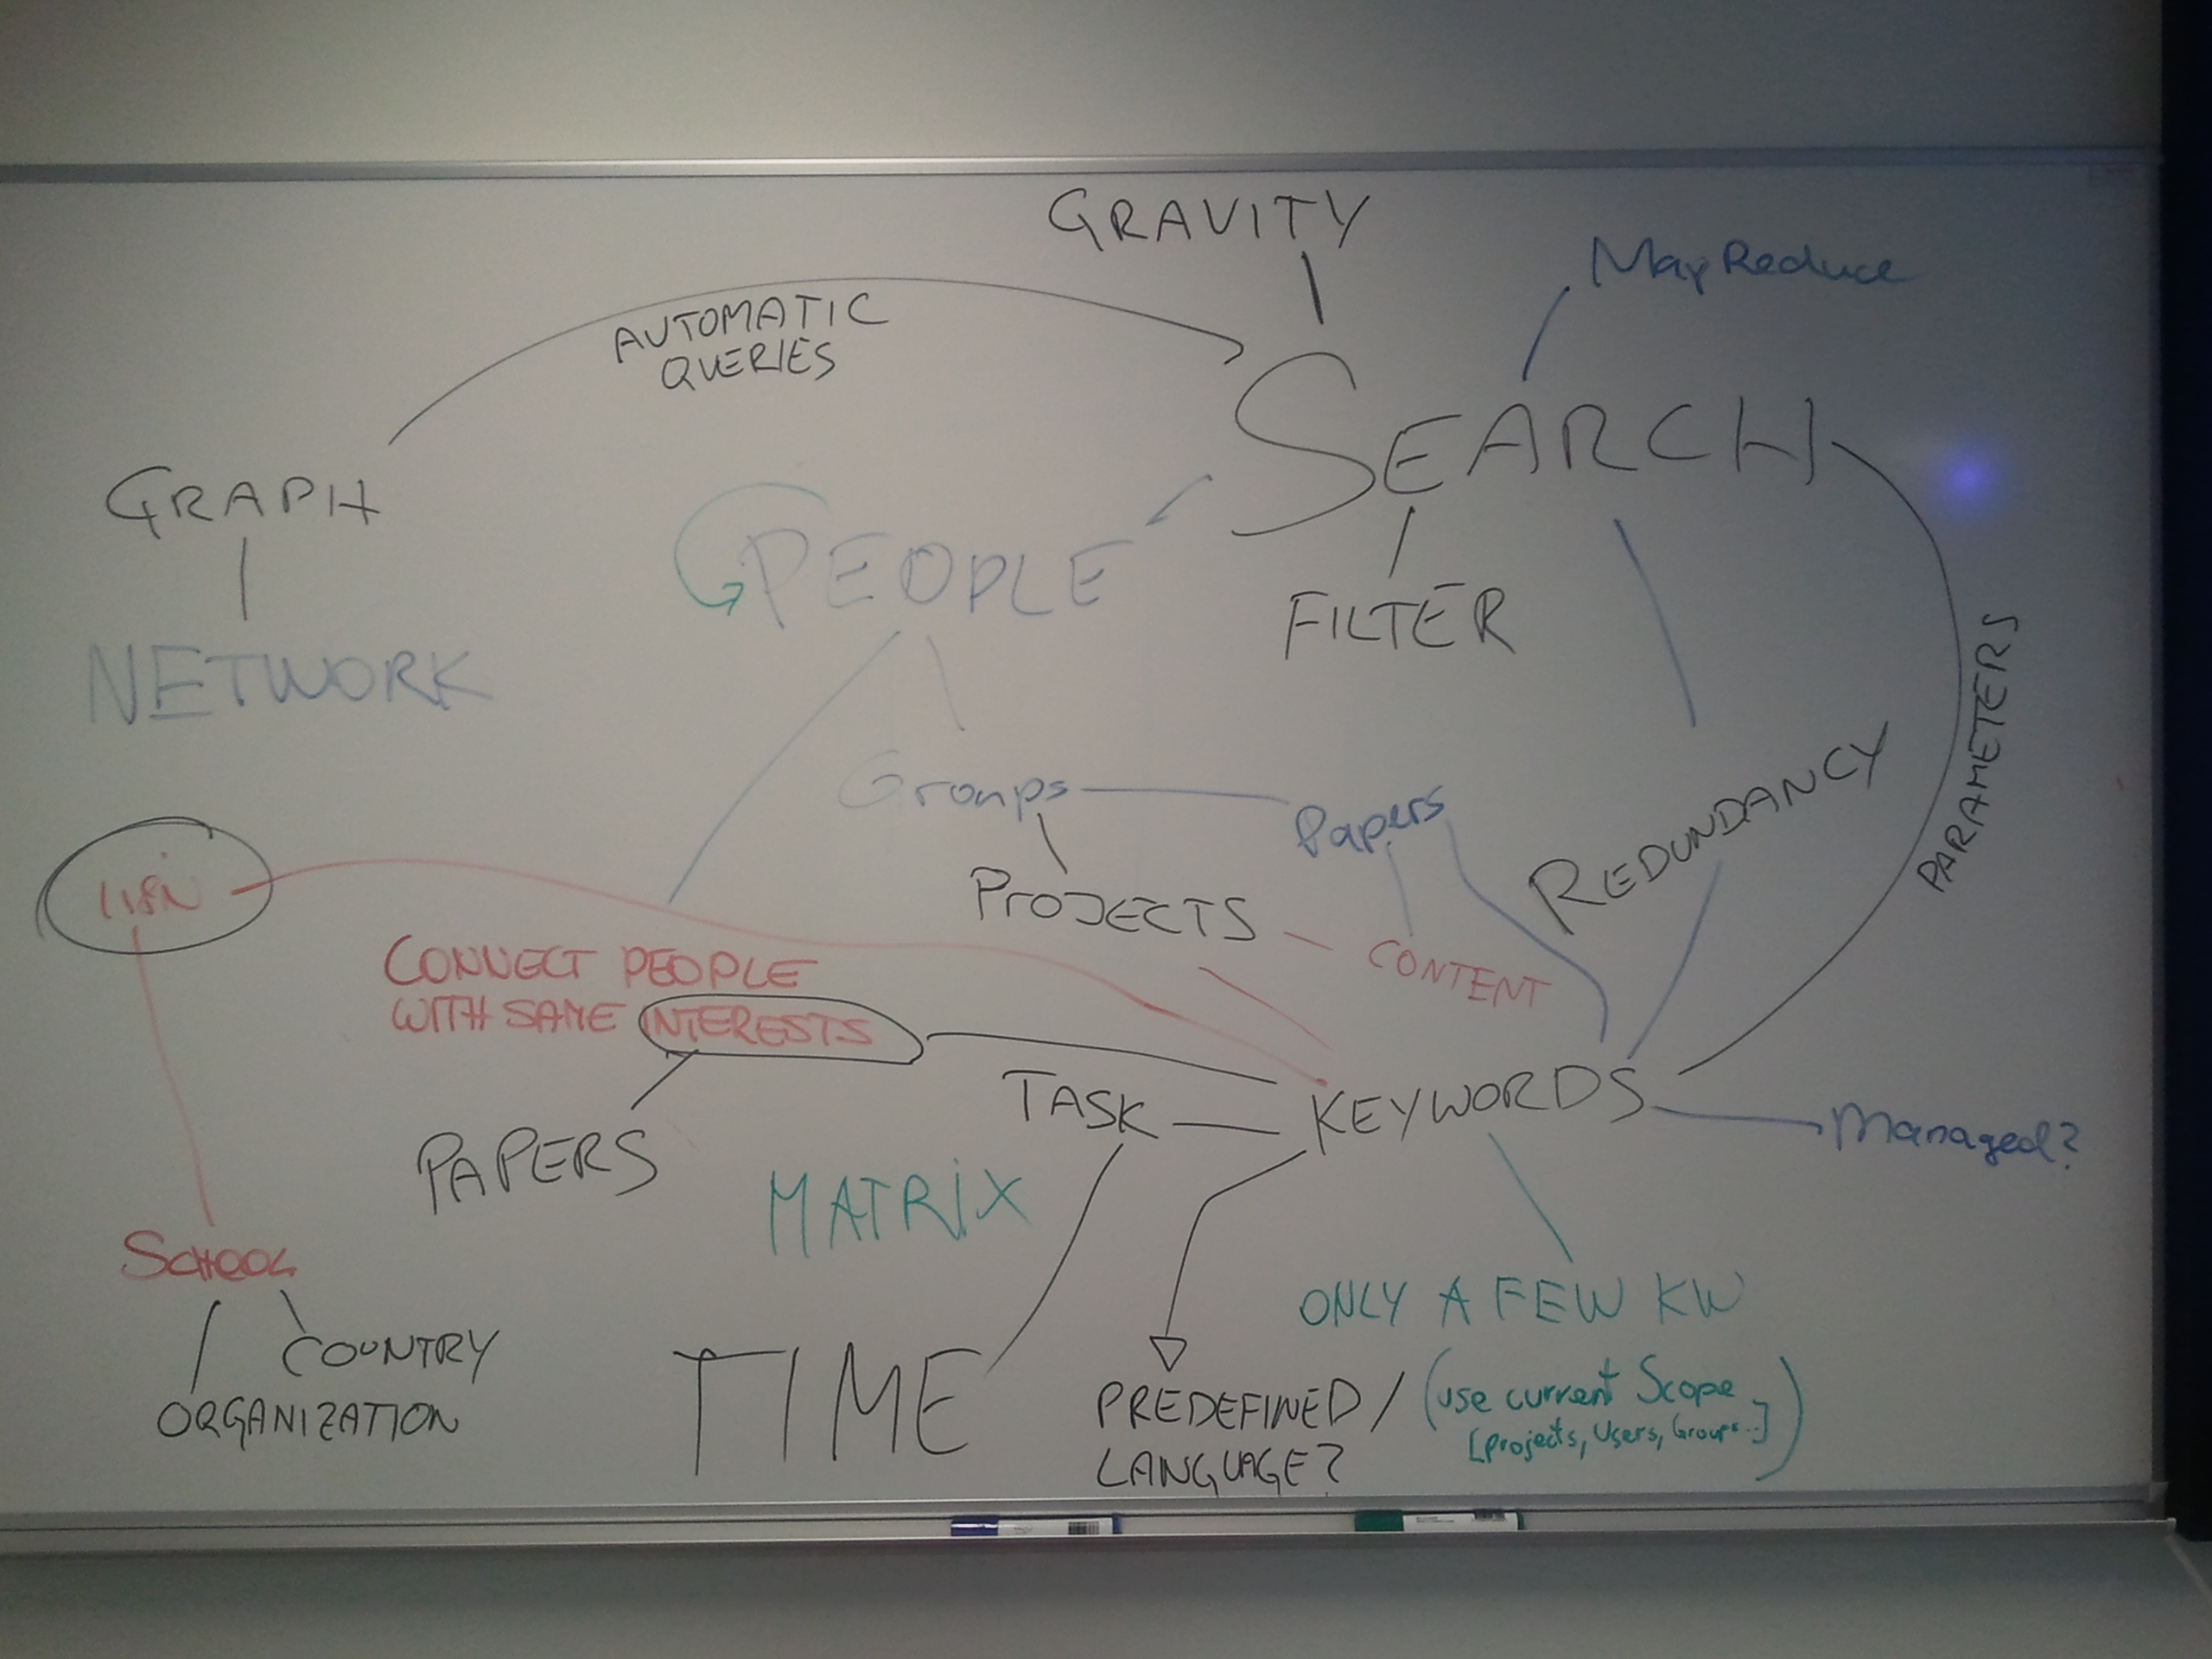 GRAVITY
MapReduce
AUTOMATIC
QUERIES
SEARCH
GRAPH
PEOPLE
FILTER
NETWORK
PARAMETERS
Groups
Papers
REDUNDANCY
I18N
PROJECTS
CONTENT
CONNECT PEOPLE
WITH SAME INTERESTS
TASK
KEYWORDS
Managed?
PAPERS
MATRIX
SCHOOL
ONLY A FEW KW
COUNTRY
ORGANIZATION
TIME
PREDEFINED /
LANGUAGE?
(use current Scope
[projects, Users, Groups..])